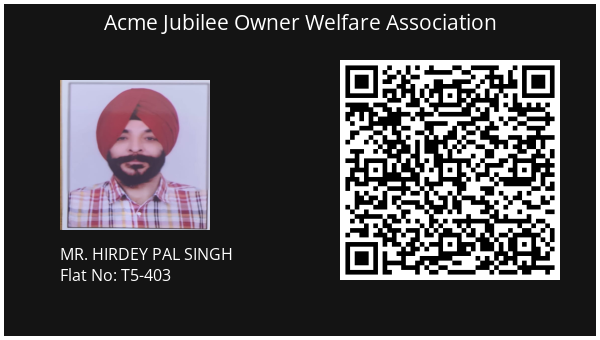 Acme Jubilee Owner Welfare Association
MR. HIRDEY PAL SINGH
Flat No: T5-403